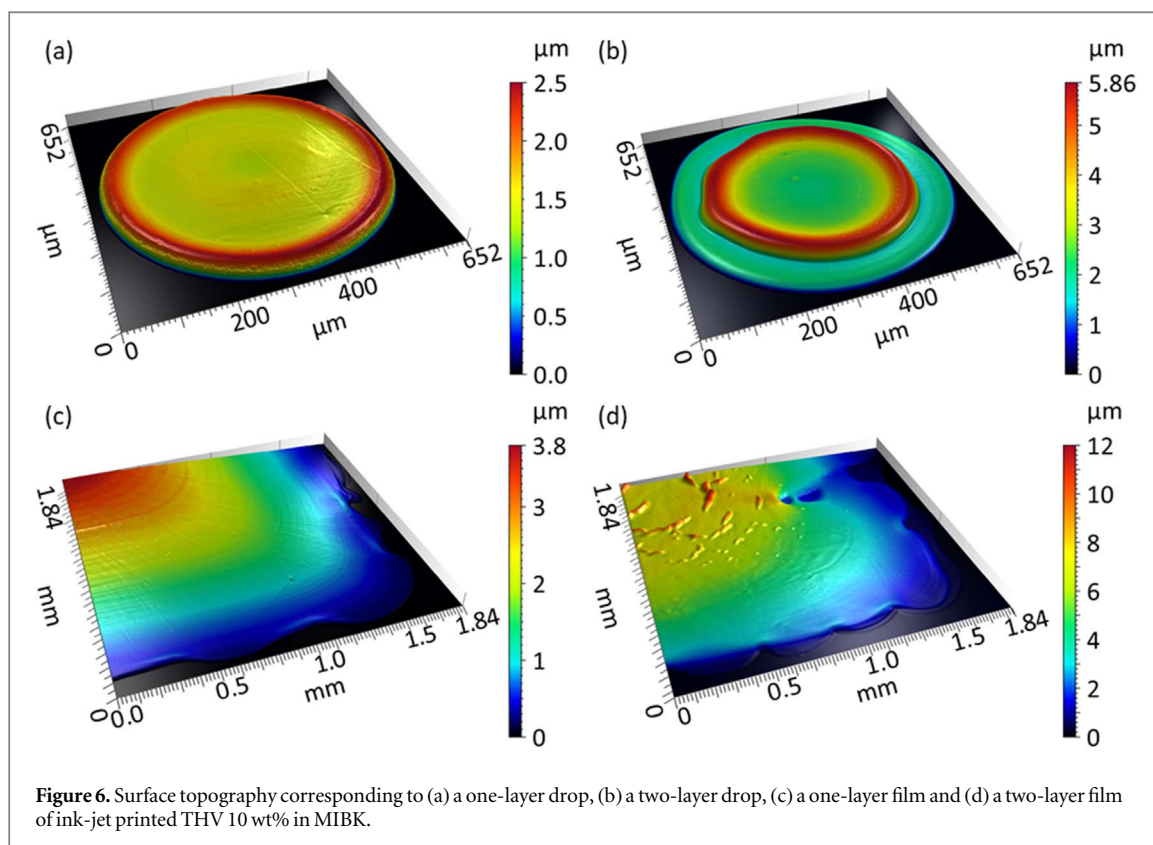 (a)
µm
2.5
2.0
1.5
1.0
0.5
0.0
652
µm
0
0
200
400
652
µm
(b)
µm
5.86
5
4
3
2
1
0
652
µm
0
0
200
400
652
µm
(c)
µm
3.8
3
2
1
0
1.84
mm
0
0.0
0.5
1.0
1.5
1.84
mm
(d)
µm
12
10
8
6
4
2
0
1.84
mm
0
0
0.5
1.0
1.5
1.84
mm
Figure 6. Surface topography corresponding to (a) a one-layer drop, (b) a two-layer drop, (c) a one-layer film and (d) a two-layer film
of ink-jet printed THV 10 wt% in MIBK.